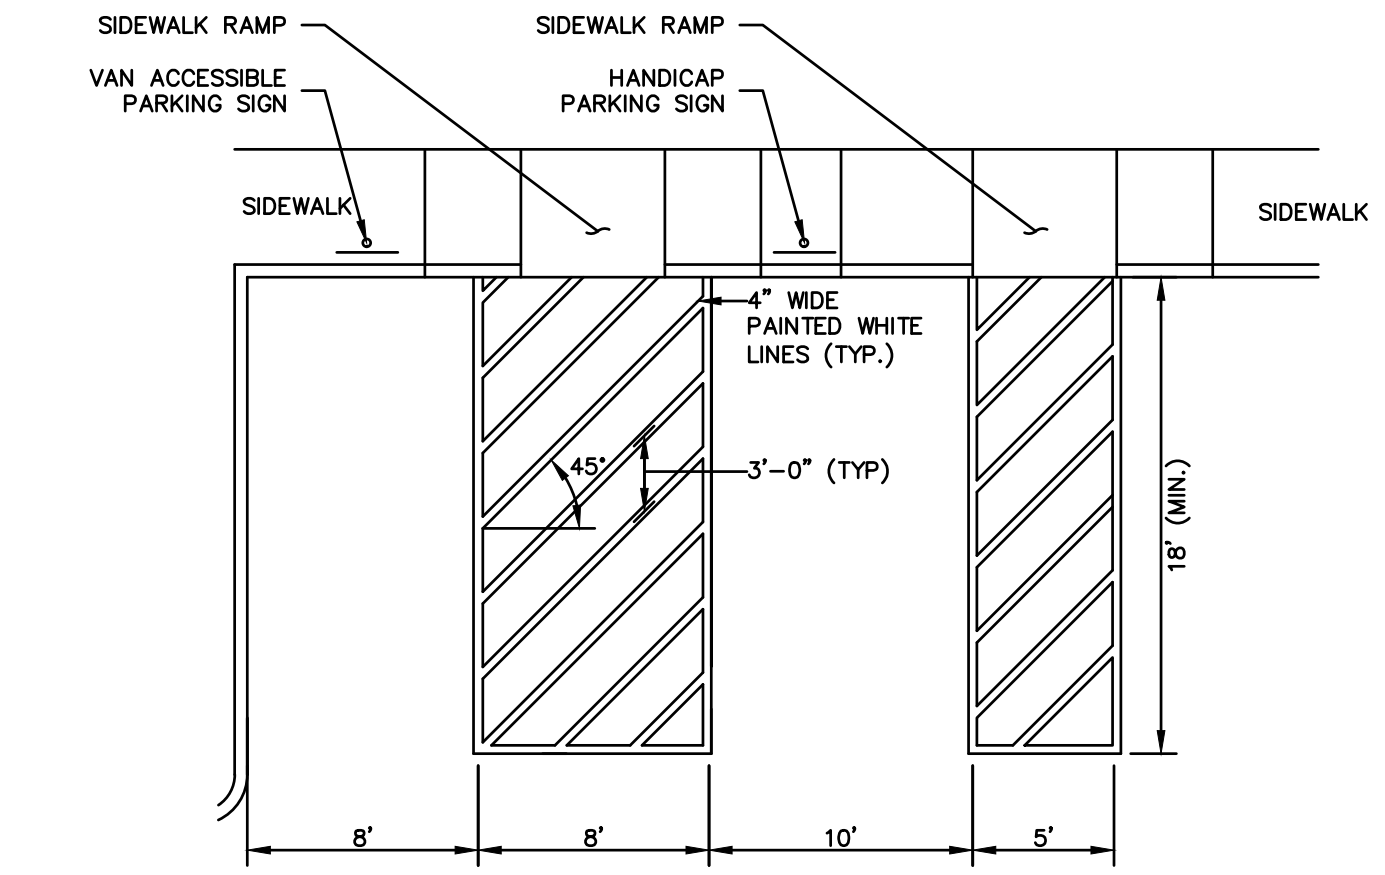 SIDEWALK RAMP
SIDEWALK RAMP
VAN ACCESSIBLE
PARKING SIGN
HANDICAP
PARKING SIGN
SIDEWALK
SIDEWALK
4" WIDE
PAINTED WHITE
LINES (TYP.)
45°
3'-0" (TYP)
18' (MIN.)
8'
8'
10'
5'